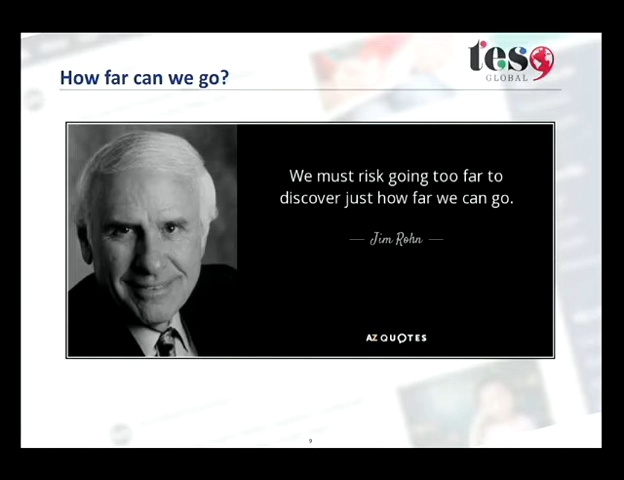 How far can we go?
tes9
GLOBAL
We must risk going too far to
discover just how far we can go.
— Jim Rohn —
AZ QUOTES
9